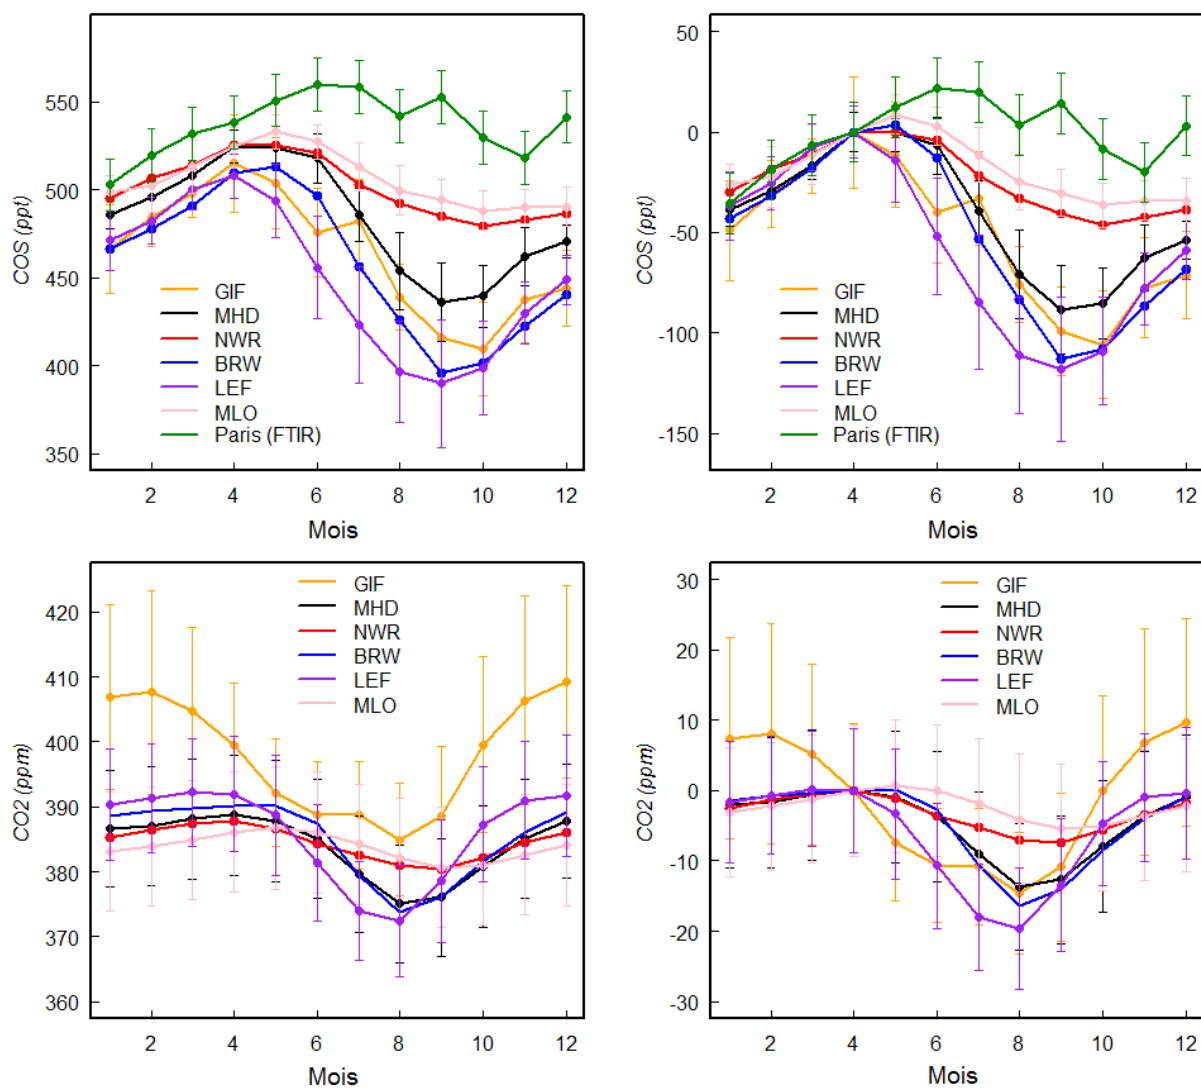 550
500
450
400
350
COS (ppt)
GIF
MHD
NWR
BRW
LEF
MLO
Paris (FTIR)
2 4 6 8 10 12
Mois
50
0
-50
-100
-150
COS (ppt)
GIF
MHD
NWR
BRW
LEF
MLO
Paris (FTIR)
2 4 6 8 10 12
Mois
420
410
400
390
380
370
360
CO2 (ppm)
GIF
MHD
NWR
BRW
LEF
MLO
2 4 6 8 10 12
Mois
30
20
10
0
-10
-20
-30
CO2 (ppm)
GIF
MHD
NWR
BRW
LEF
MLO
2 4 6 8 10 12
Mois